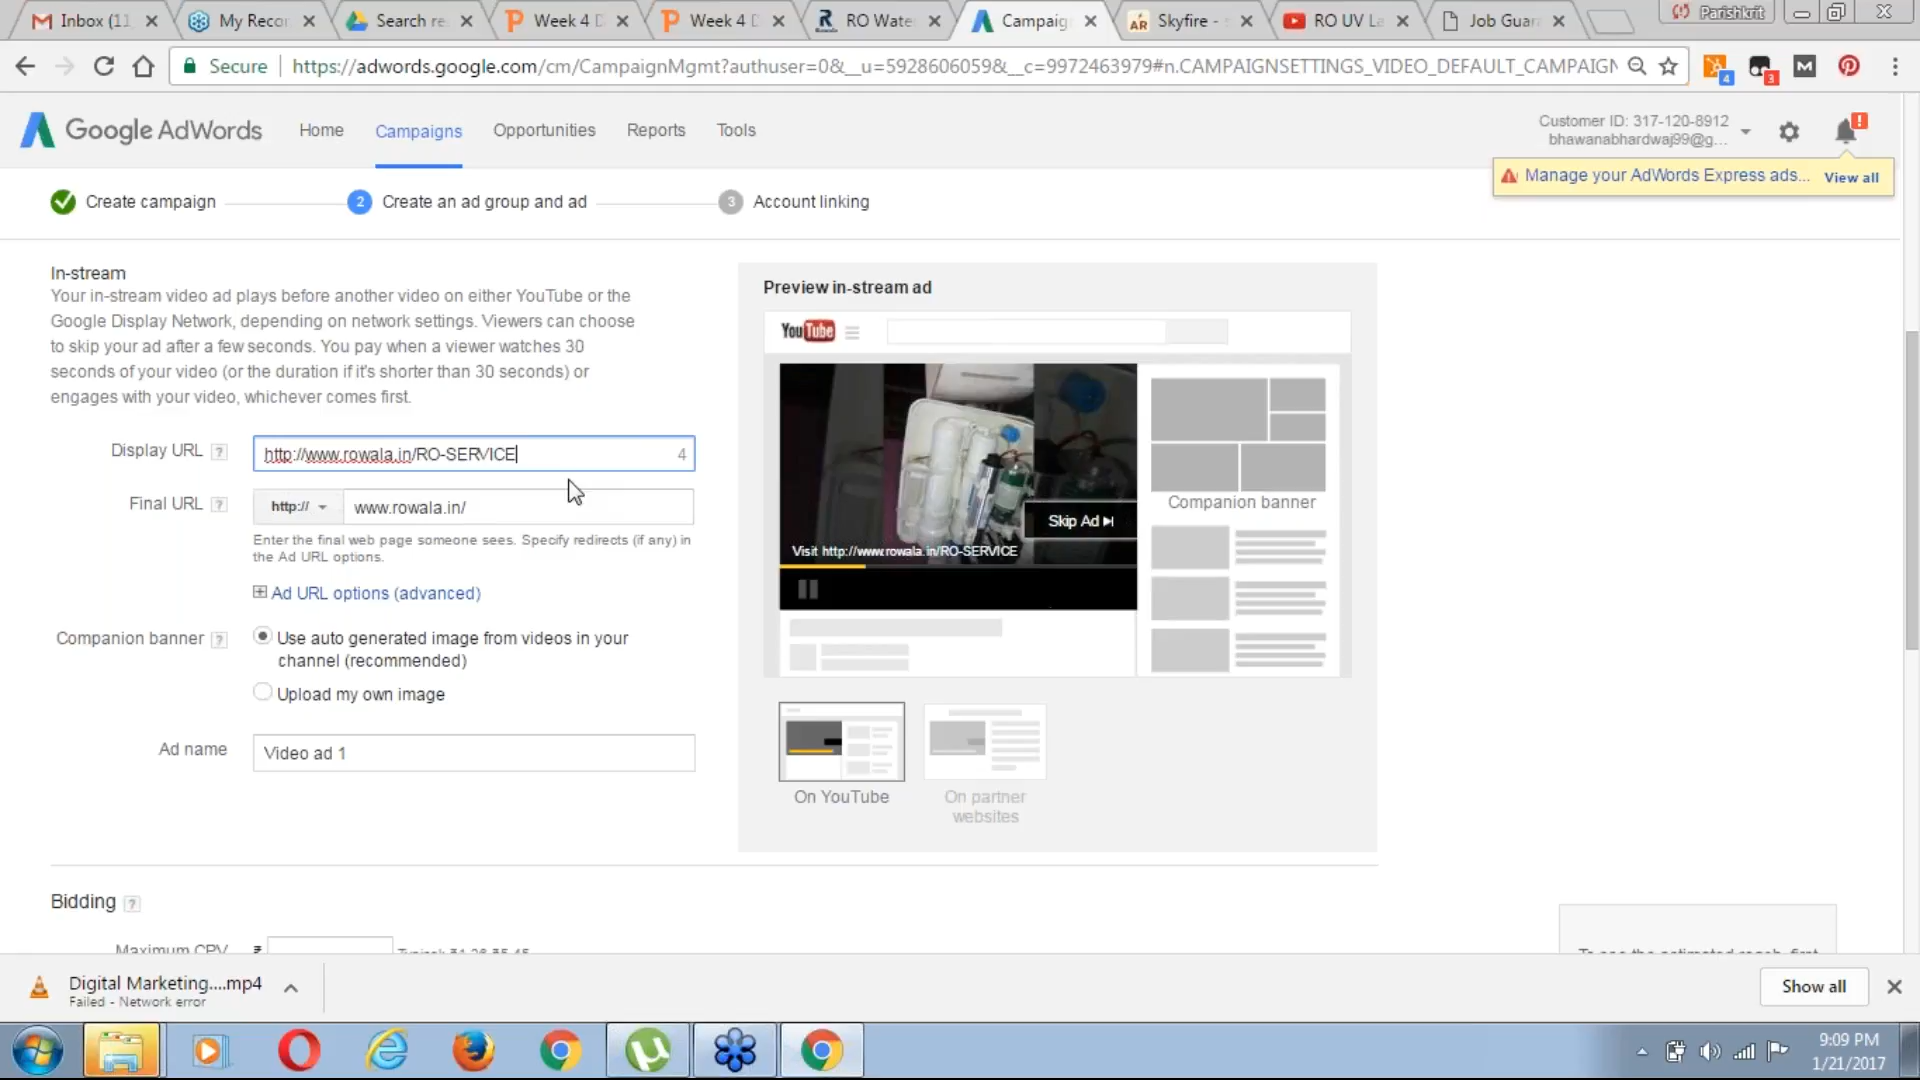 Inbox (11
My Recor
Search re
Week 4 D
Week 4 D
RO Wate
Campaig
Skyfire - s
RO UV La
Job Guar
Parishkrit
Secure
https://adwords.google.com/cm/CampaignMgmt?authuser=0&__u=5928606059&__c=9972463979#n.CAMPAIGNSETTINGS_VIDEO_DEFAULT_CAMPAIGN
4
3
Google AdWords
Home
Campaigns
Opportunities
Reports
Tools
Customer ID: 317-120-8912
bhawanabhardwaj99@g...
Manage your AdWords Express ads...
View all
Create campaign
2
Create an ad group and ad
3
Account linking
In-stream
Your in-stream video ad plays before another video on either YouTube or the
Google Display Network, depending on network settings. Viewers can choose
to skip your ad after a few seconds. You pay when a viewer watches 30
seconds of your video (or the duration if it's shorter than 30 seconds) or
engages with your video, whichever comes first.
Display URL ?
http://www.rowala.in/RO-SERVICE
4
Final URL ?
http://
www.rowala.in/
Enter the final web page someone sees. Specify redirects (if any) in
the Ad URL options.
Ad URL options (advanced)
Companion banner ?
Use auto generated image from videos in your
channel (recommended)
Upload my own image
Ad name
Video ad 1
Preview in-stream ad
YouTube
Skip Ad
Visit http://www.rowala.in/RO-SERVICE
Companion banner
On YouTube
On partner
websites
Bidding ?
Maximum CPV
₹
To see the estimated reach, first
Digital Marketing....mp4
Failed - Network error
Show all
9:09 PM
1/21/2017